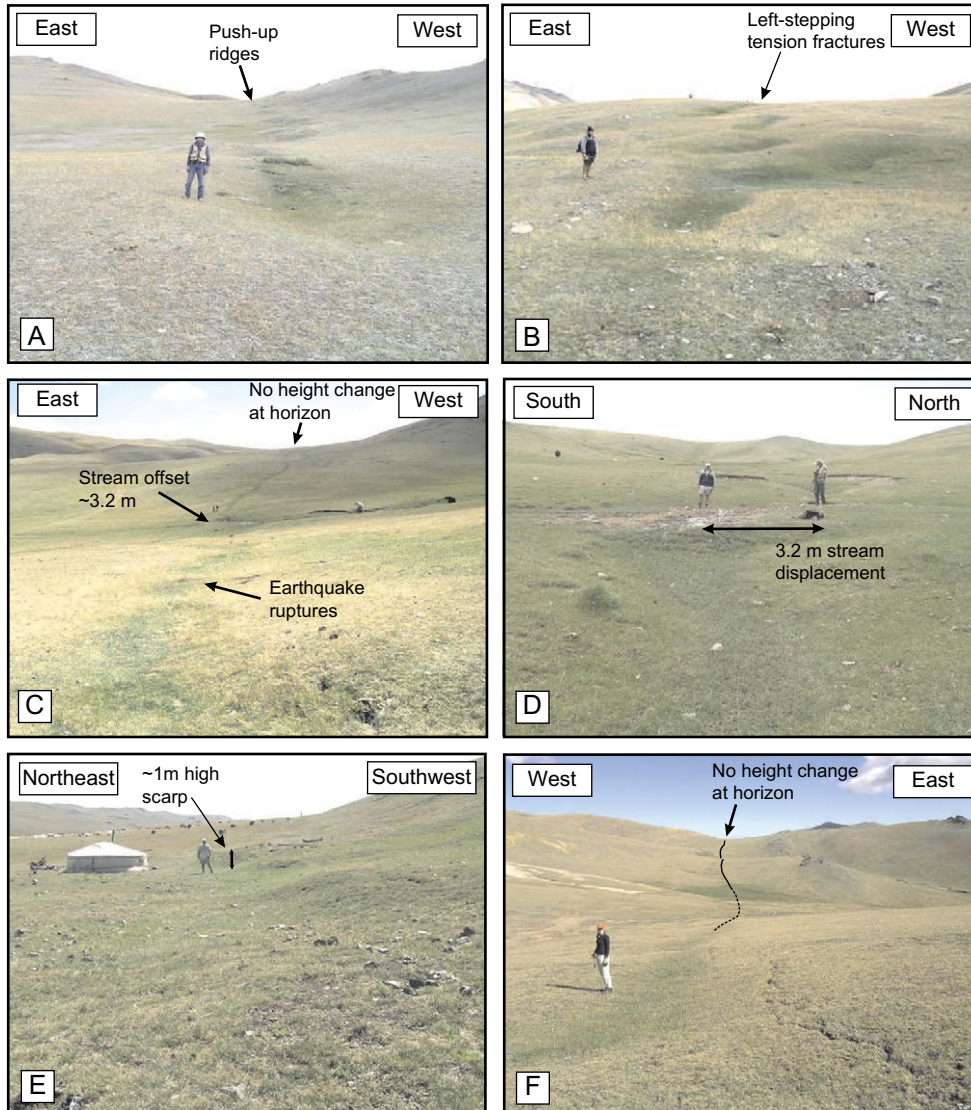 East
West
Push-up
ridges
A
East
West
Left-stepping
tension fractures
B
East
West
No height change
at horizon
Stream offset
~3.2 m
Earthquake
ruptures
C
South
North
3.2 m stream
displacement
D
Northeast
Southwest
~1m high
scarp
E
West
East
No height change
at horizon
F